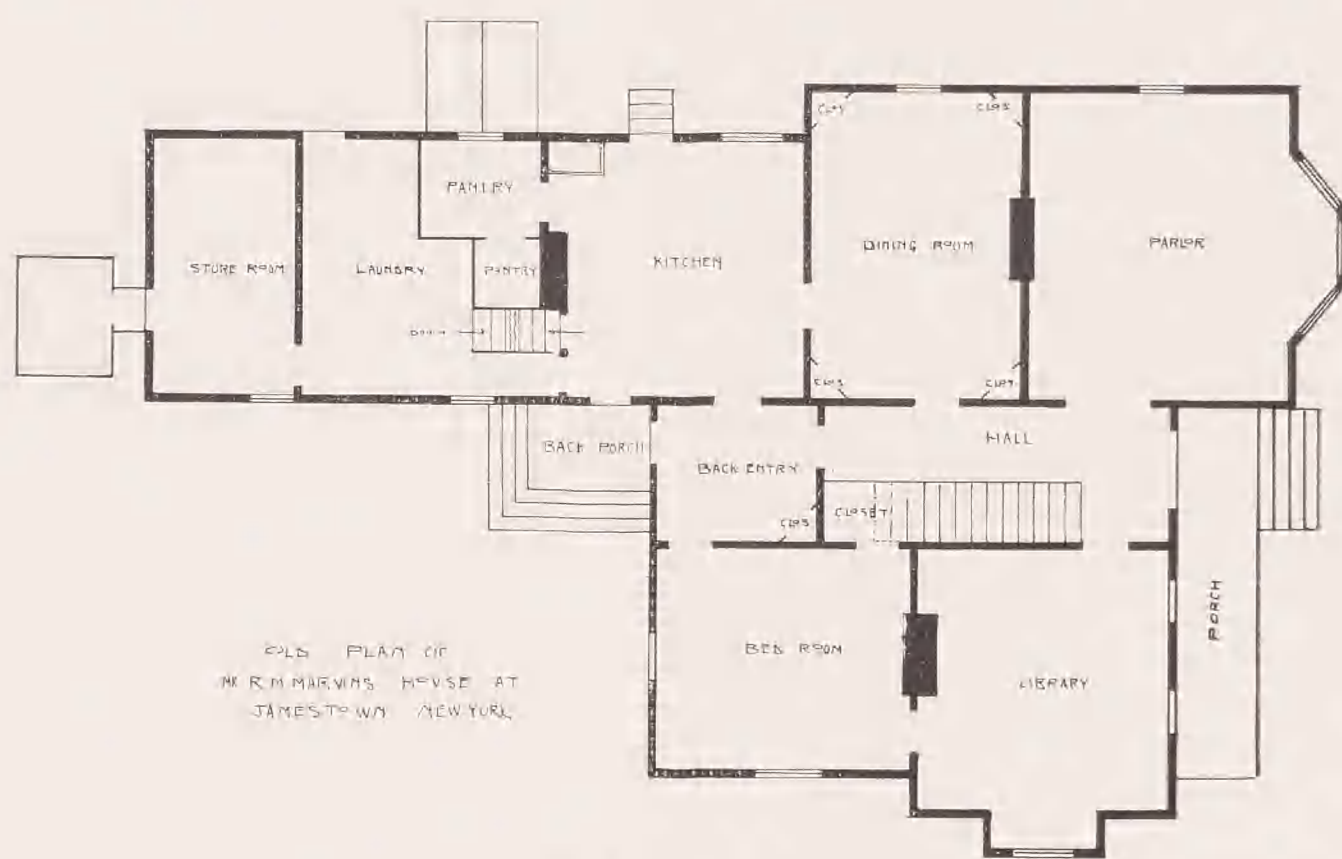 CLOS
CLOS
PANTRY
STORE ROOM
LAUNDRY
PANTRY
KITCHEN
DINING ROOM
PARLOR
DOWN
CLOS
CLOS
BACK PORCH
BACK ENTRY
HALL
CLOS
CLOSET
PORCH
BED ROOM
LIBRARY
OLD PLAN OF
MR R.M. MARVINS HOUSE AT
JAMESTOWN NEW YORK